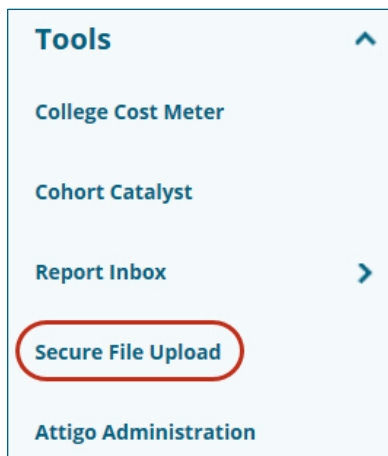 Tools
College Cost Meter
Cohort Catalyst
Report Inbox
Secure File Upload
Attigo Administration